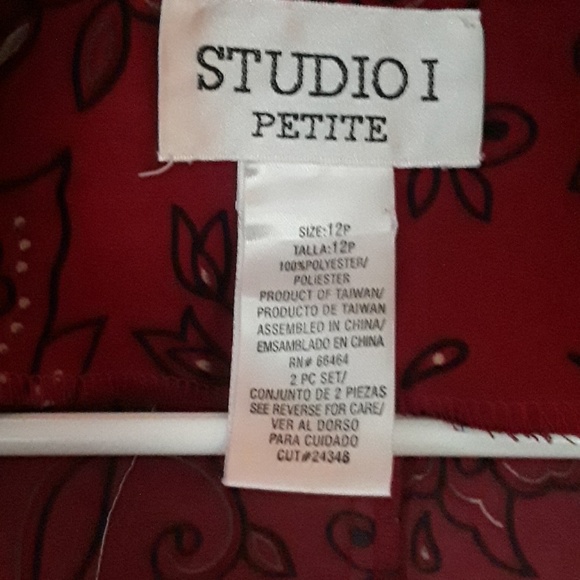 STUDIO I
PETITE
SIZE:12P
TALLA:12P
100%POLYESTER/
POLIESTER
PRODUCT OF TAIWAN/
PRODUCTO DE TAIWAN
ASSEMBLED IN CHINA/
EMSAMBLADO EN CHINA
RN# 66464
2 PC SET/
CONJUNTO DE 2 PIEZAS
SEE REVERSE FOR CARE/
VER AL DORSO
PARA CUIDADO
CUT#24348